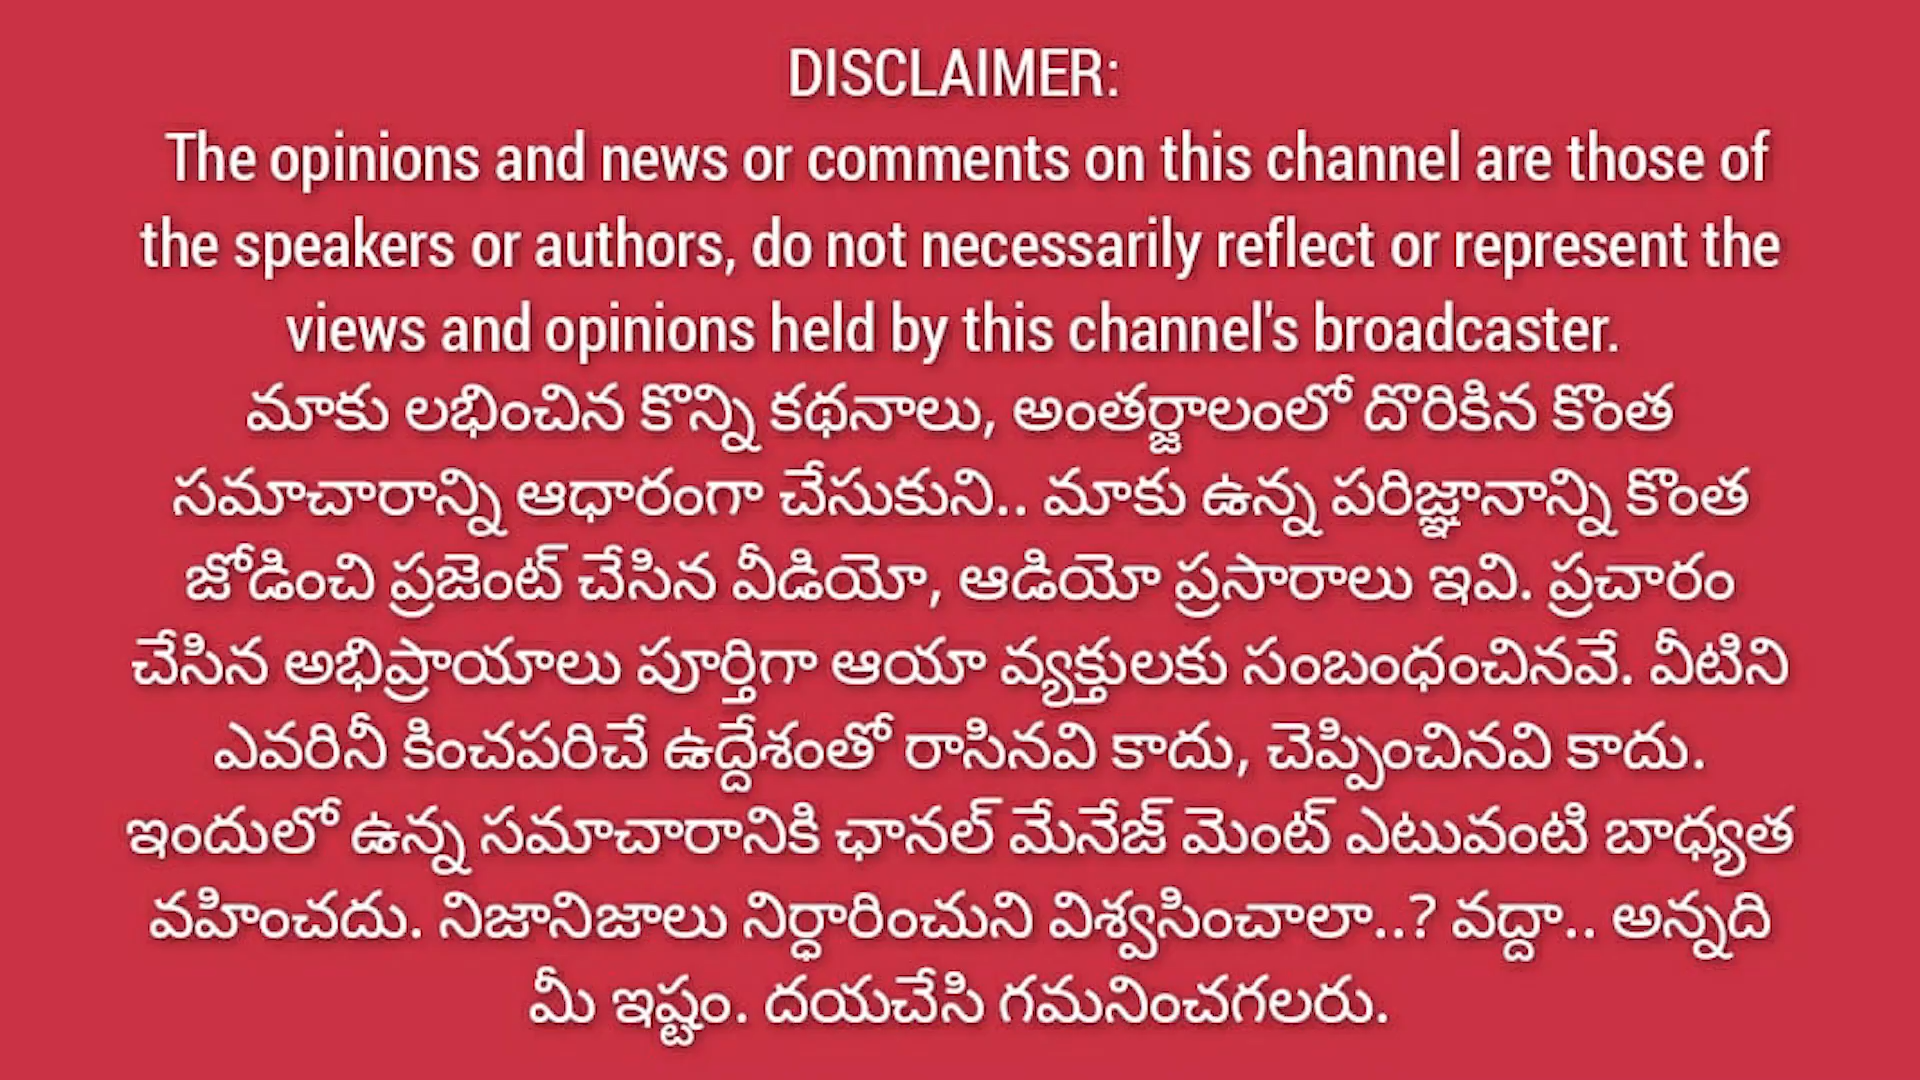 DISCLAIMER:
The opinions and news or comments on this channel are those of
the speakers or authors, do not necessarily reflect or represent the
views and opinions held by this channel's broadcaster.
మాకు లభించిన కొన్ని కథనాలు, అంతర్జాలంలో దొరికిన కొంత
సమాచారాన్ని ఆధారంగా చేసుకుని.. మాకు ఉన్న పరిజ్ఞానాన్ని కొంత
జోడించి ప్రజెంట్ చేసిన వీడియో, ఆడియో ప్రసారాలు ఇవి. ప్రచారం
చేసిన అభిప్రాయాలు పూర్తిగా ఆయా వ్యక్తులకు సంబంధించినవే. వీటిని
ఎవరినీ కించపరిచే ఉద్దేశంతో రాసినవి కాదు, చెప్పించినవి కాదు.
ఇందులో ఉన్న సమాచారానికి ఛానల్ మేనేజ్ మెంట్ ఎటువంటి బాధ్యత
వహించదు. నిజానిజాలు నిర్ధారించుని విశ్వసించాలా..? వద్దా.. అన్నది
మీ ఇష్టం. దయచేసి గమనించగలరు.